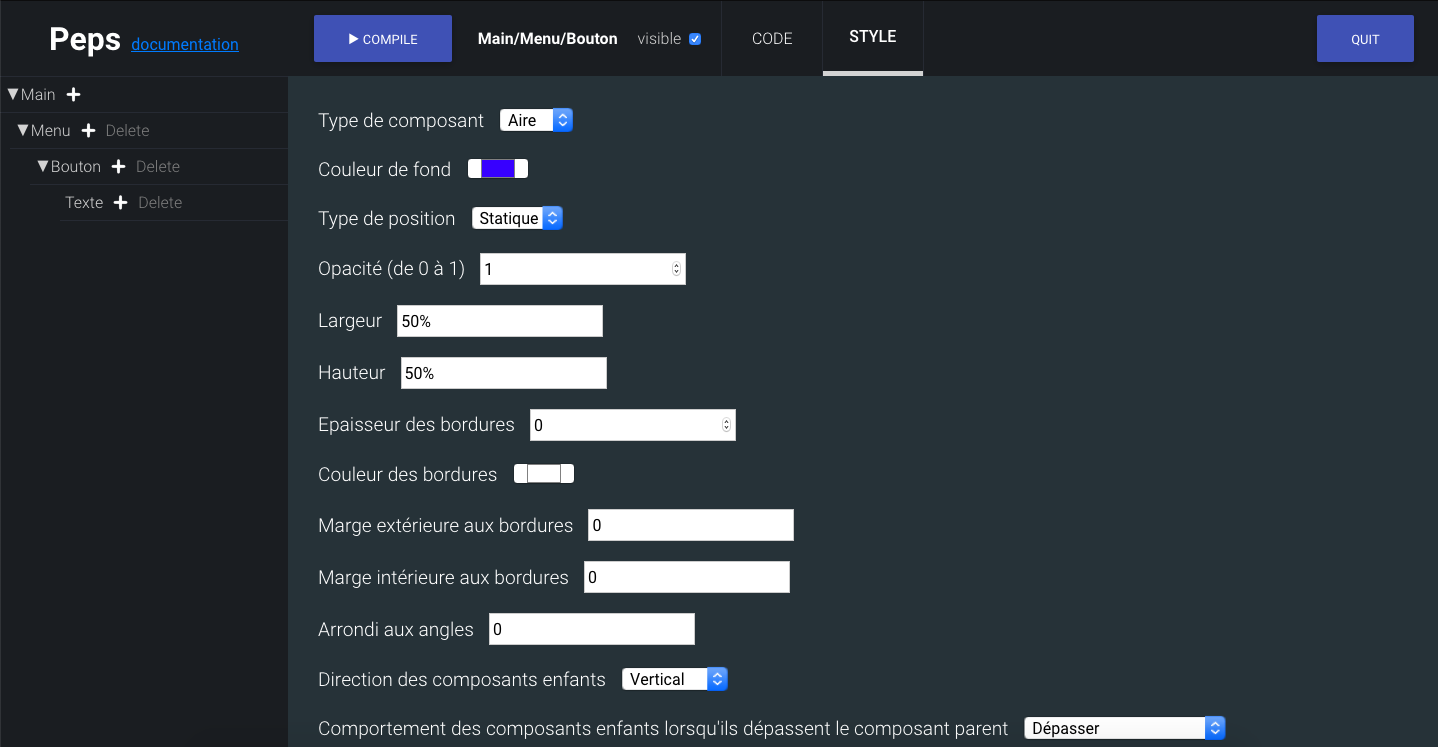 Peps documentation
COMPILE
Main/Menu/Bouton
visible
CODE
STYLE
QUIT
Main
Menu Delete
Bouton Delete
Texte Delete
Type de composant Aire
Couleur de fond
Type de position Statique
Opacité (de 0 à 1) 1
Largeur 50%
Hauteur 50%
Epaisseur des bordures 0
Couleur des bordures
Marge extérieure aux bordures 0
Marge intérieure aux bordures 0
Arrondi aux angles 0
Direction des composants enfants Vertical
Comportement des composants enfants lorsqu'ils dépassent le composant parent Dépasser